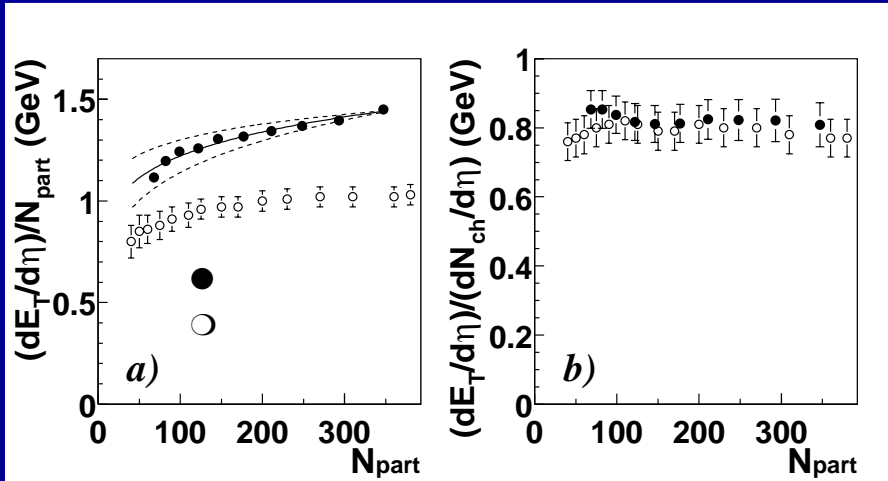 (dE_T/dη)/N_part (GeV)
1.5
1
0.5
0
a)
0 100 200 300
N_part
(dE_T/dη)/(dN_ch/dη) (GeV)
1
0.8
0.6
0.4
0.2
0
b)
0 100 200 300
N_part